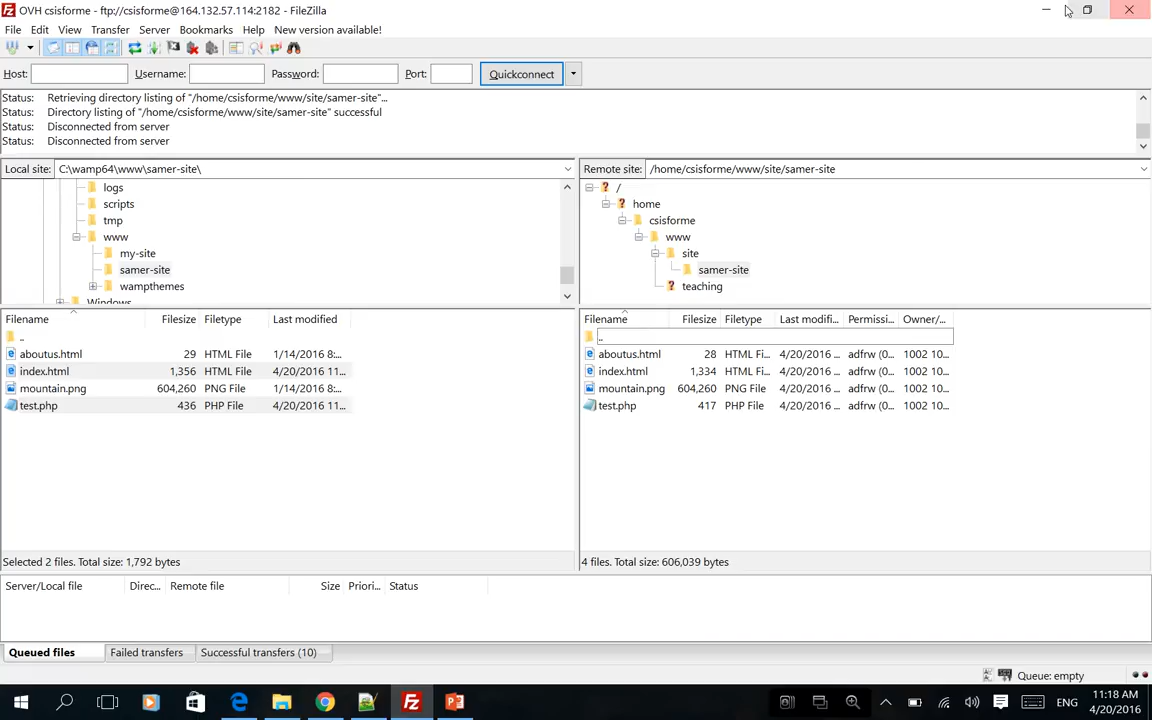 OVH csisforme - ftp://csisforme@164.132.57.114:2182 - FileZilla
File Edit View Transfer Server Bookmarks Help New version available!
Host: Username: Password: Port: Quickconnect
Status: Retrieving directory listing of "/home/csisforme/www/site/samer-site"...
Status: Directory listing of "/home/csisforme/www/site/samer-site" successful
Status: Disconnected from server
Status: Disconnected from server
Local site: C:\wamp64\www\samer-site\
logs
scripts
tmp
www
my-site
samer-site
wampthemes
Windows
Filename Filesize Filetype Last modified
..
aboutus.html 29 HTML File 1/14/2016 8:...
index.html 1,356 HTML File 4/20/2016 11...
mountain.png 604,260 PNG File 1/14/2016 8:...
test.php 436 PHP File 4/20/2016 11...
Selected 2 files. Total size: 1,792 bytes
Remote site: /home/csisforme/www/site/samer-site
/
home
csisforme
www
site
samer-site
teaching
Filename Filesize Filetype Last modifi... Permissi... Owner/...
..
aboutus.html 28 HTML Fi... 4/20/2016 ... adfrw (0... 1002 10...
index.html 1,334 HTML Fi... 4/20/2016 ... adfrw (0... 1002 10...
mountain.png 604,260 PNG File 4/20/2016 ... adfrw (0... 1002 10...
test.php 417 PHP File 4/20/2016 ... adfrw (0... 1002 10...
4 files. Total size: 606,039 bytes
Server/Local file Direc... Remote file Size Priori... Status
Queued files Failed transfers Successful transfers (10)
Queue: empty
ENG
11:18 AM
4/20/2016